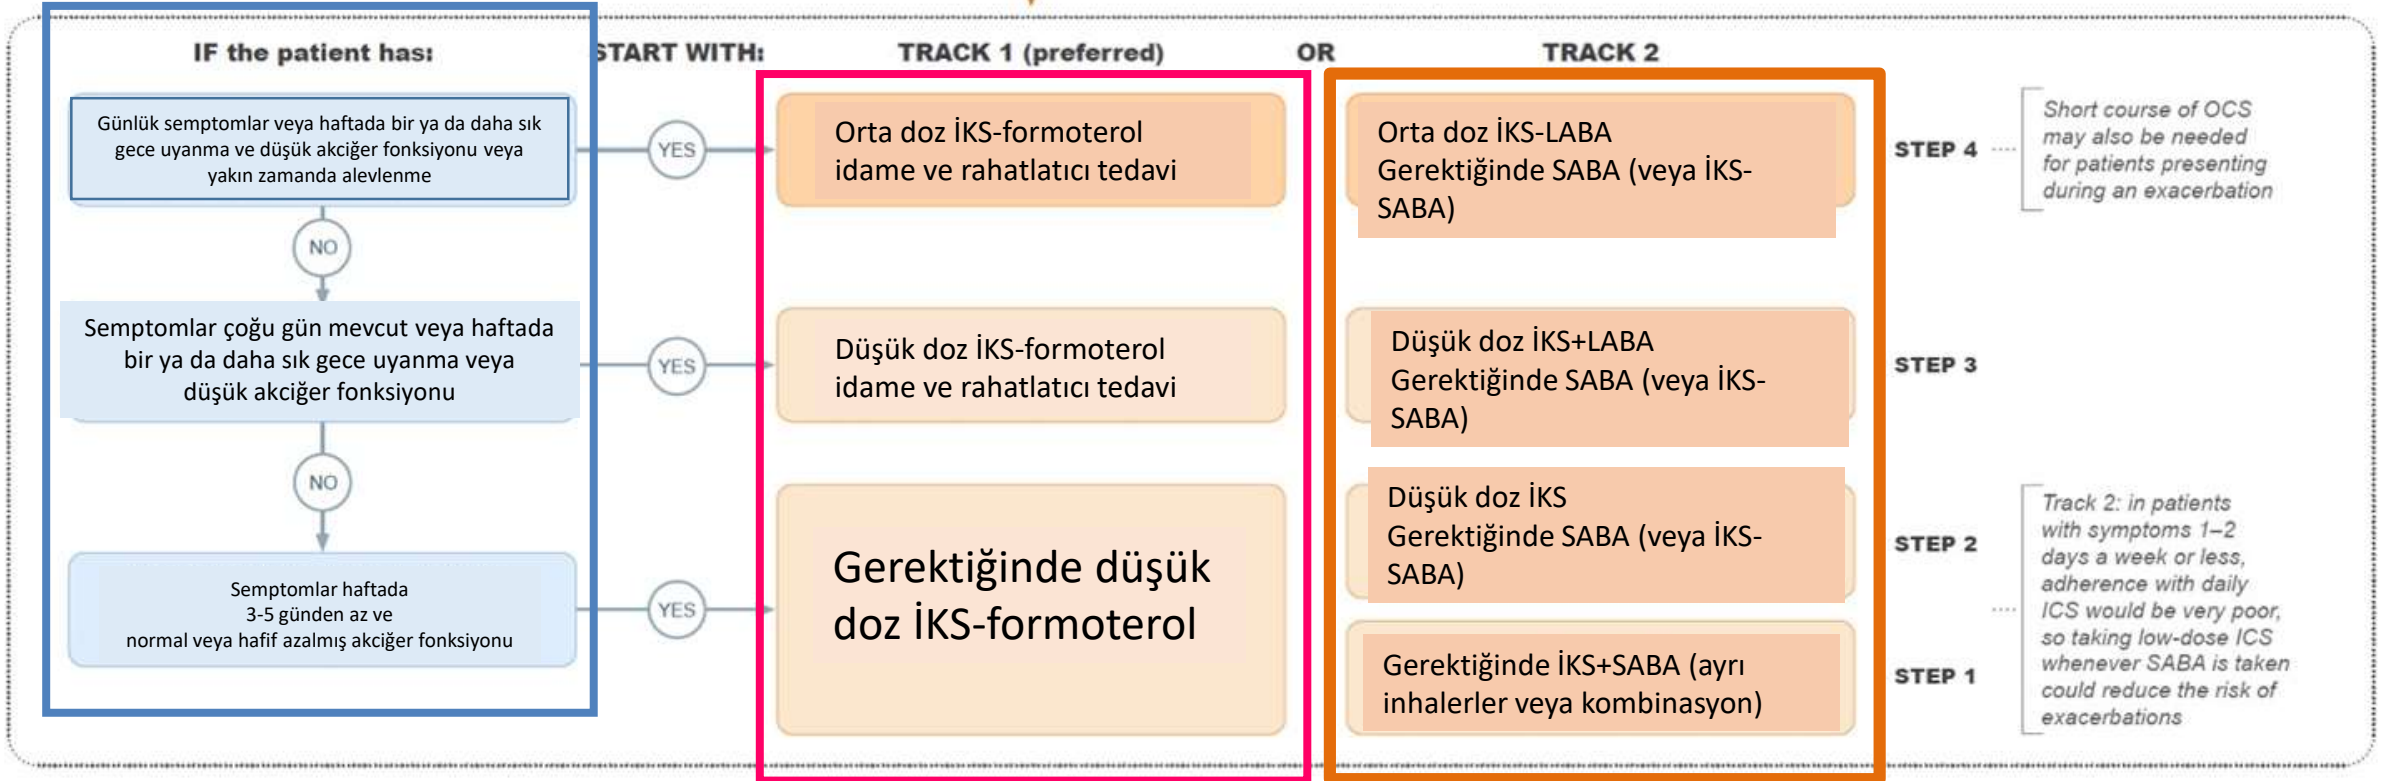 IF the patient has:
START WITH:
TRACK 1 (preferred)
OR
TRACK 2
Günlük semptomlar veya haftada bir ya da daha sık
gece uyanma ve düşük akciğer fonksiyonu veya
yakın zamanda alevlenme
YES
Orta doz İKS-formoterol
idame ve rahatlatıcı tedavi
Orta doz İKS-LABA
Gerektiğinde SABA (veya İKS-
SABA)
STEP 4
Short course of OCS
may also be needed
for patients presenting
during an exacerbation
NO
Semptomlar çoğu gün mevcut veya haftada
bir ya da daha sık gece uyanma veya
düşük akciğer fonksiyonu
YES
Düşük doz İKS-formoterol
idame ve rahatlatıcı tedavi
Düşük doz İKS+LABA
Gerektiğinde SABA (veya İKS-
SABA)
STEP 3
NO
Semptomlar haftada
3-5 günden az ve
normal veya hafif azalmış akciğer fonksiyonu
YES
Gerektiğinde düşük
doz İKS-formoterol
Düşük doz İKS
Gerektiğinde SABA (veya İKS-
SABA)
STEP 2
Gerektiğinde İKS+SABA (ayrı
inhalerler veya kombinasyon)
STEP 1
Track 2: in patients
with symptoms 1–2
days a week or less,
adherence with daily
ICS would be very poor,
so taking low-dose ICS
whenever SABA is taken
could reduce the risk of
exacerbations